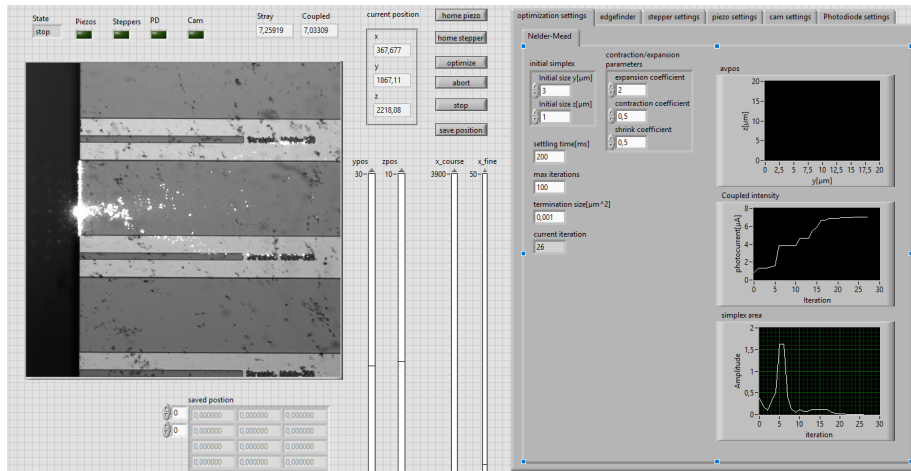 State
stop
Piezos Steppers PD Cam
Stray Coupled
7,25919 7,03309
current position
x
367,677
y
1867,11
z
2218,08
home piezo
home stepper
optimize
abort
stop
save position
ypos zpos x_course x_fine
30 10 3900 50
saved postion
0 0,000000 0,000000 0,000000
0 0,000000 0,000000 0,000000
0,000000 0,000000 0,000000
0,000000 0,000000 0,000000
optimization settings edgefinder stepper settings piezo settings cam settings Photodiode settings
Nelder-Mead
initial simplex
Initial size y[µm]
3
Initial size z[µm]
1
contraction/expansion
parameters
expansion coefficient
2
contraction coefficient
0,5
shrink coefficient
0,5
settling time[ms]
200
max iterations
100
termination size[µm^2]
0,001
current iteration
26
avpos
z[µm]
20
15
10
5
0
0 2,5 5 7,5 10 12,5 15 17,5 20
y[µm]
Coupled intensity
photocurrent[µA]
8
6
4
2
0
0 5 10 15 20 25 30
Iteration
simplex area
Amplitude
2
1,5
1
0,5
0
0 5 10 15 20 25 30
iteration